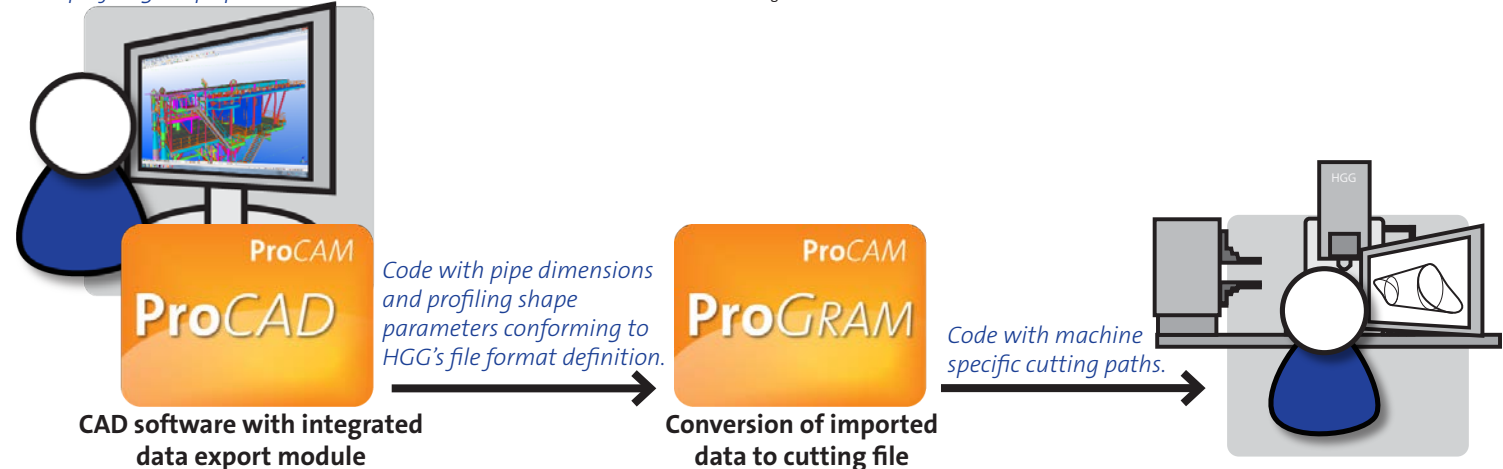 HGG
ProCAM
ProCAD
Code with pipe dimensions
and profiling shape
parameters conforming to
HGG's file format definition.
ProCAM
ProGRAM
Code with machine
specific cutting paths.
CAD software with integrated
data export module
Conversion of imported
data to cutting file